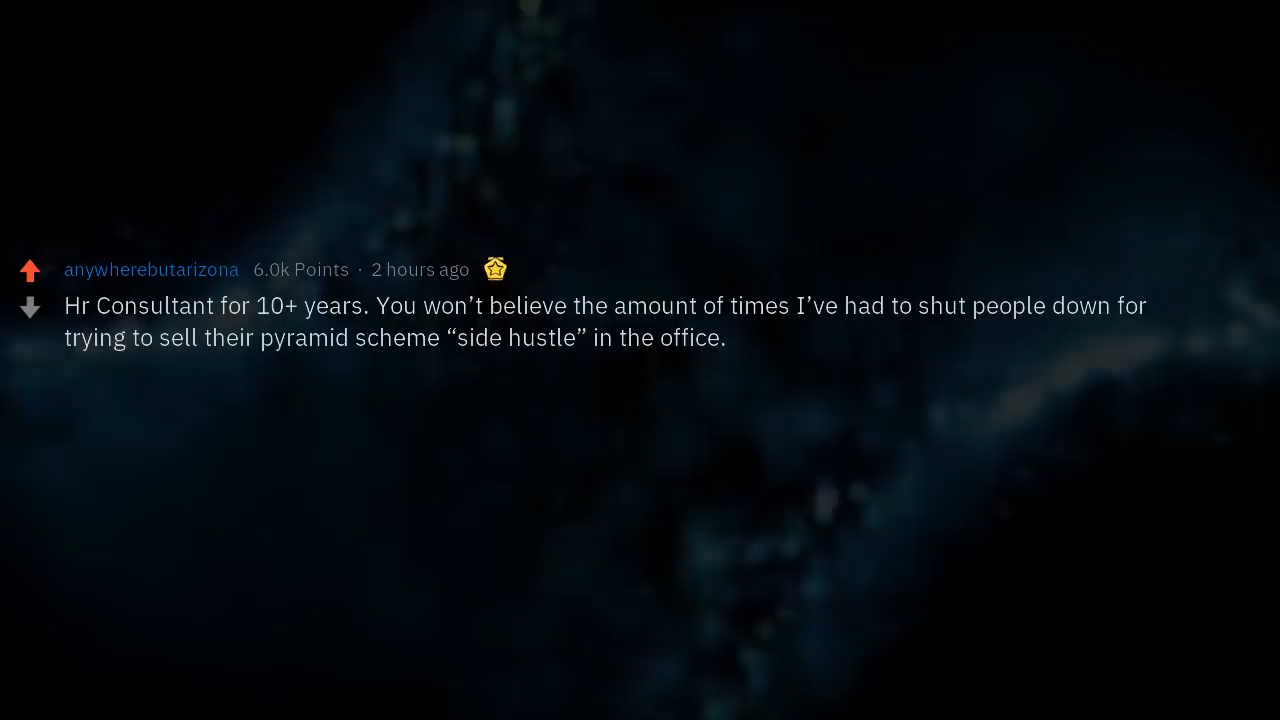 anywherebutarizona 6.0k Points · 2 hours ago
Hr Consultant for 10+ years. You won’t believe the amount of times I’ve had to shut people down for
trying to sell their pyramid scheme “side hustle” in the office.